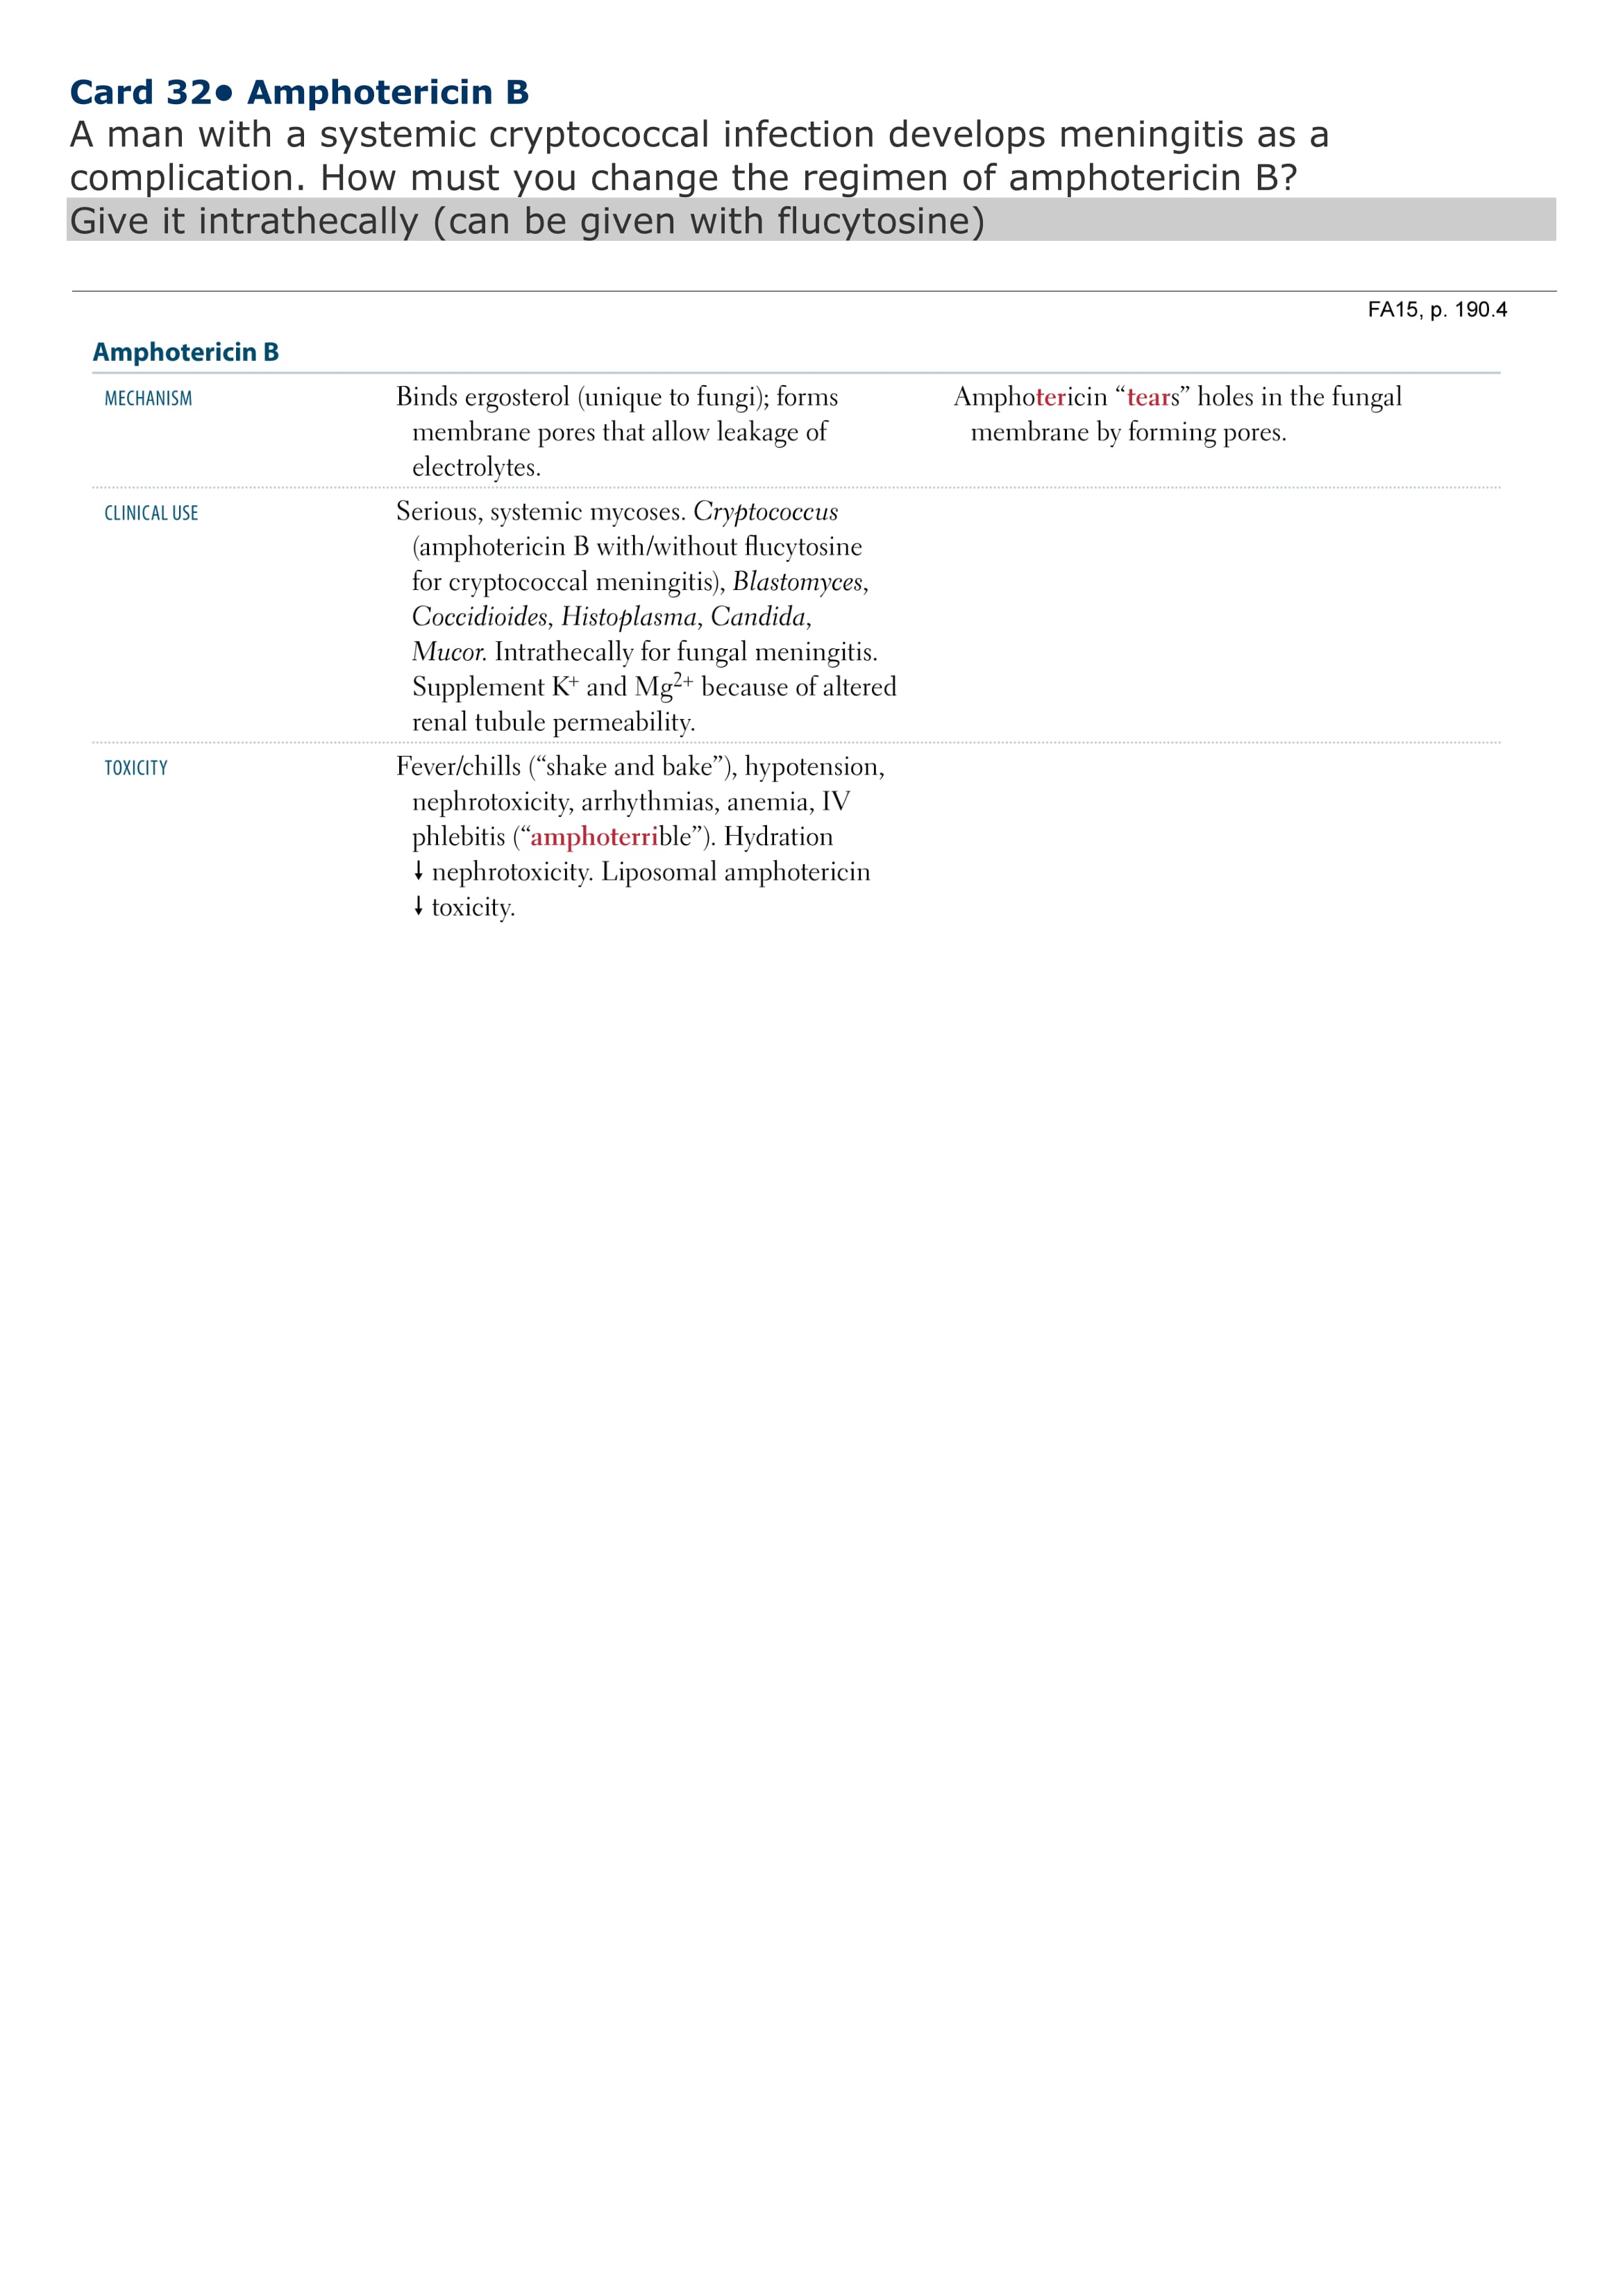 Card 32● Amphotericin B
A man with a systemic cryptococcal infection develops meningitis as a
complication. How must you change the regimen of amphotericin B?
Give it intrathecally (can be given with flucytosine)
FA15, p. 190.4
Amphotericin B
MECHANISM
Binds ergosterol (unique to fungi); forms
membrane pores that allow leakage of
electrolytes.
Amphotericin “tears” holes in the fungal
membrane by forming pores.
CLINICAL USE
Serious, systemic mycoses. Cryptococcus
(amphotericin B with/without flucytosine
for cryptococcal meningitis), Blastomyces,
Coccidioides, Histoplasma, Candida,
Mucor. Intrathecally for fungal meningitis.
Supplement K⁺ and Mg²⁺ because of altered
renal tubule permeability.
TOXICITY
Fever/chills (“shake and bake”), hypotension,
nephrotoxicity, arrhythmias, anemia, IV
phlebitis (“amphoterrible”). Hydration
↓ nephrotoxicity. Liposomal amphotericin
↓ toxicity.